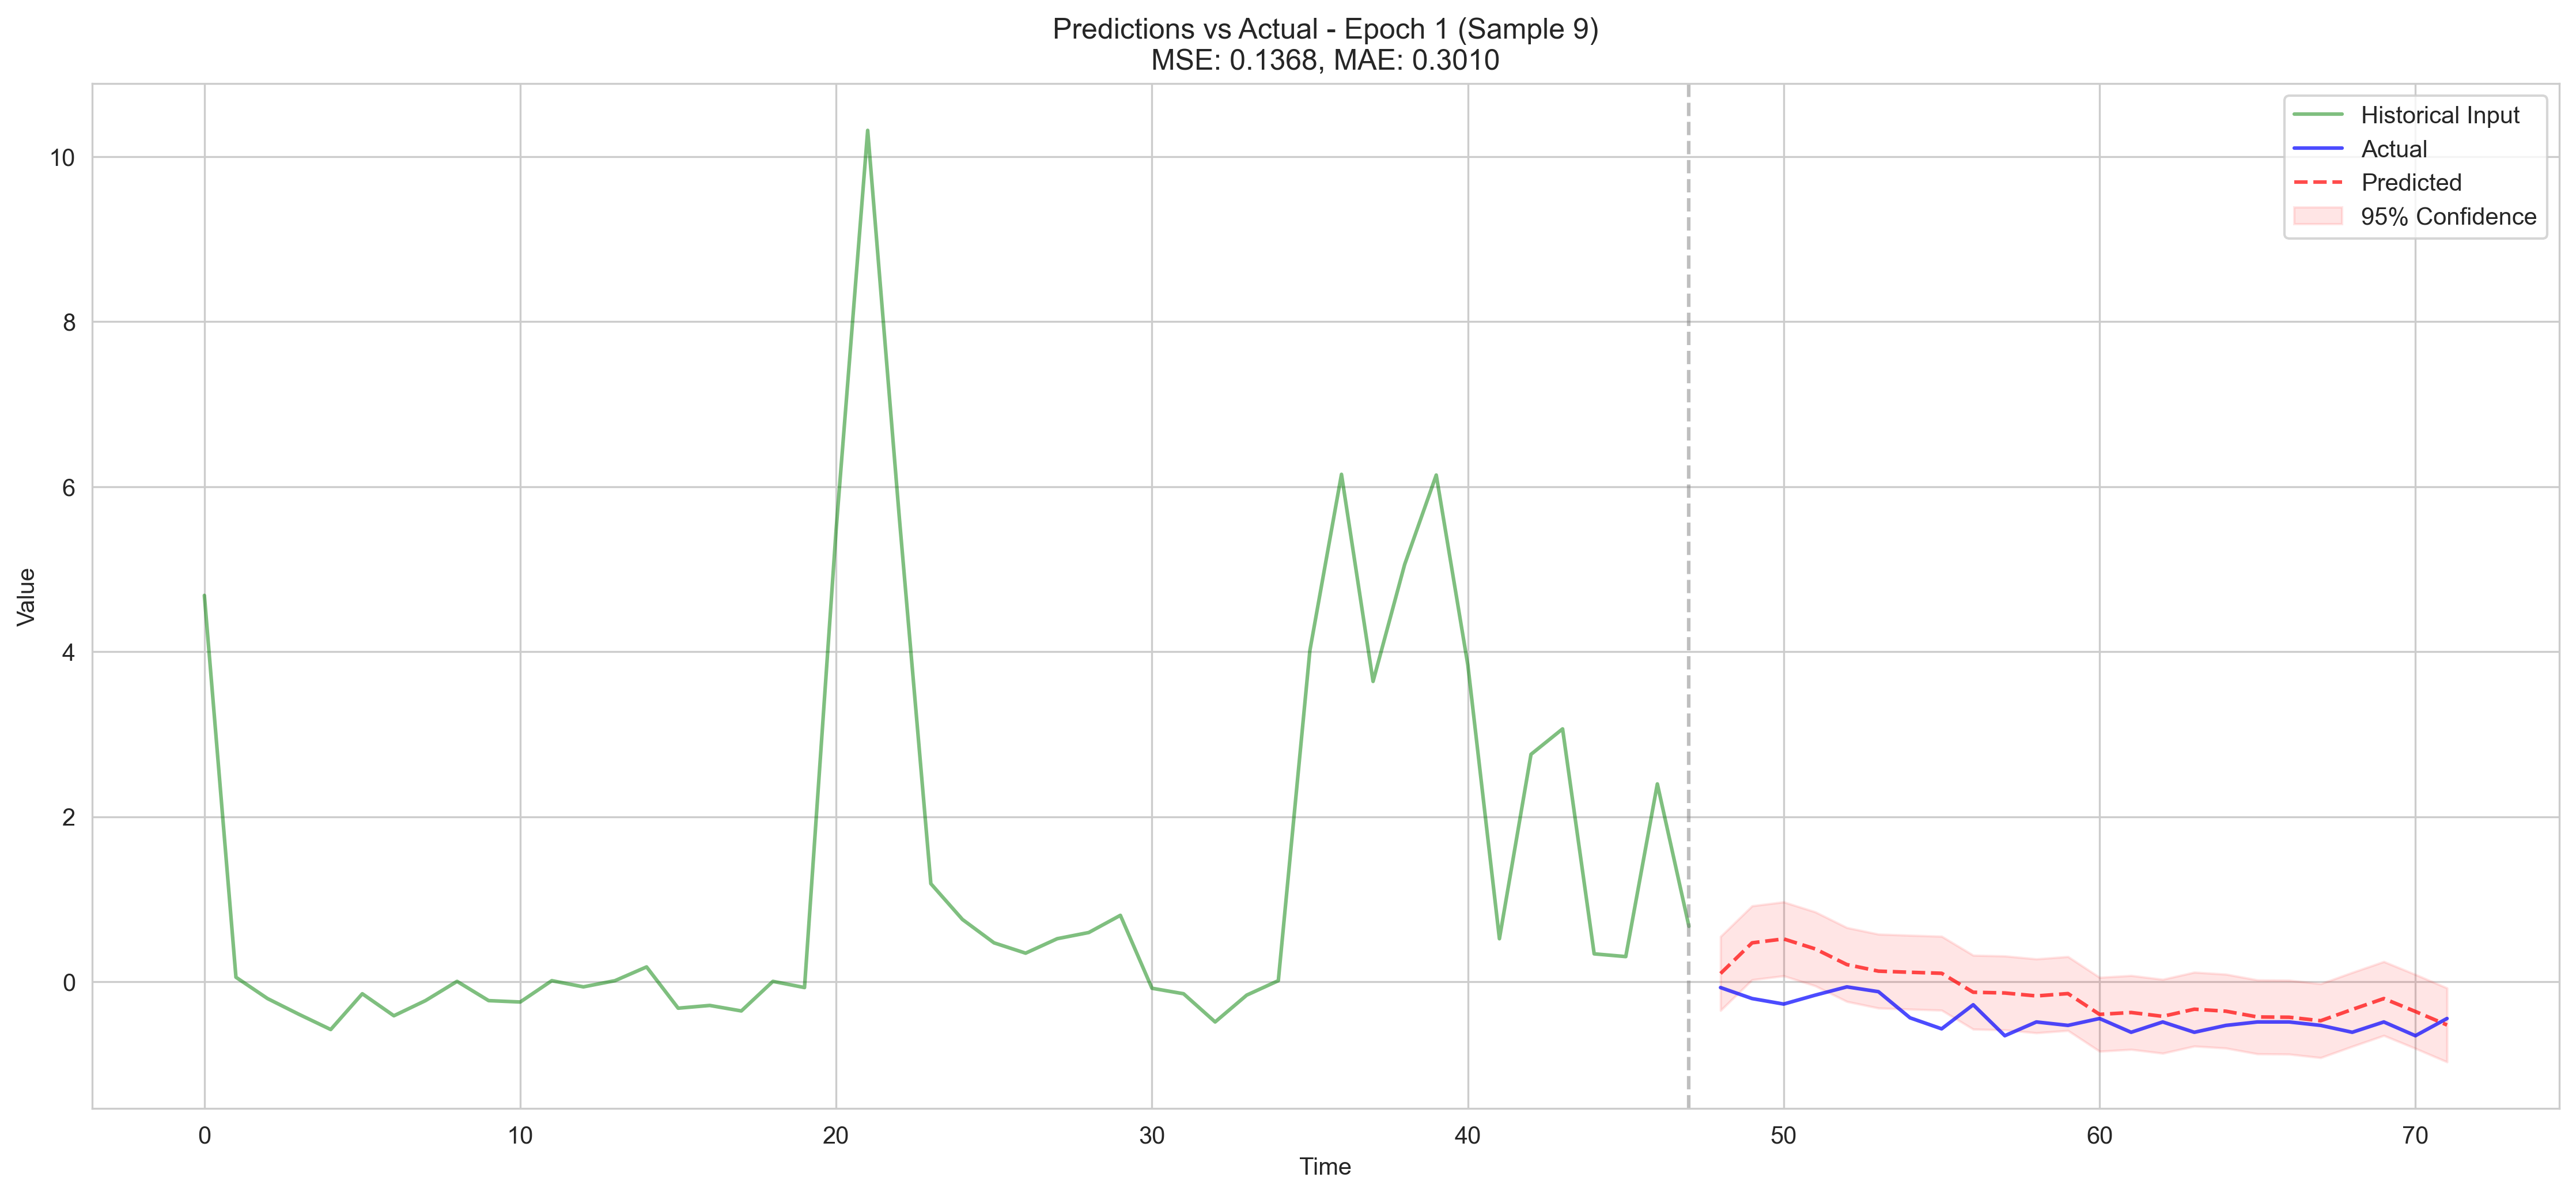 Predictions vs Actual - Epoch 1 (Sample 9)
MSE: 0.1368, MAE: 0.3010
Historical Input
Actual
Predicted
95% Confidence
Value
10
8
6
4
2
0
0
10
20
30
40
50
60
70
Time